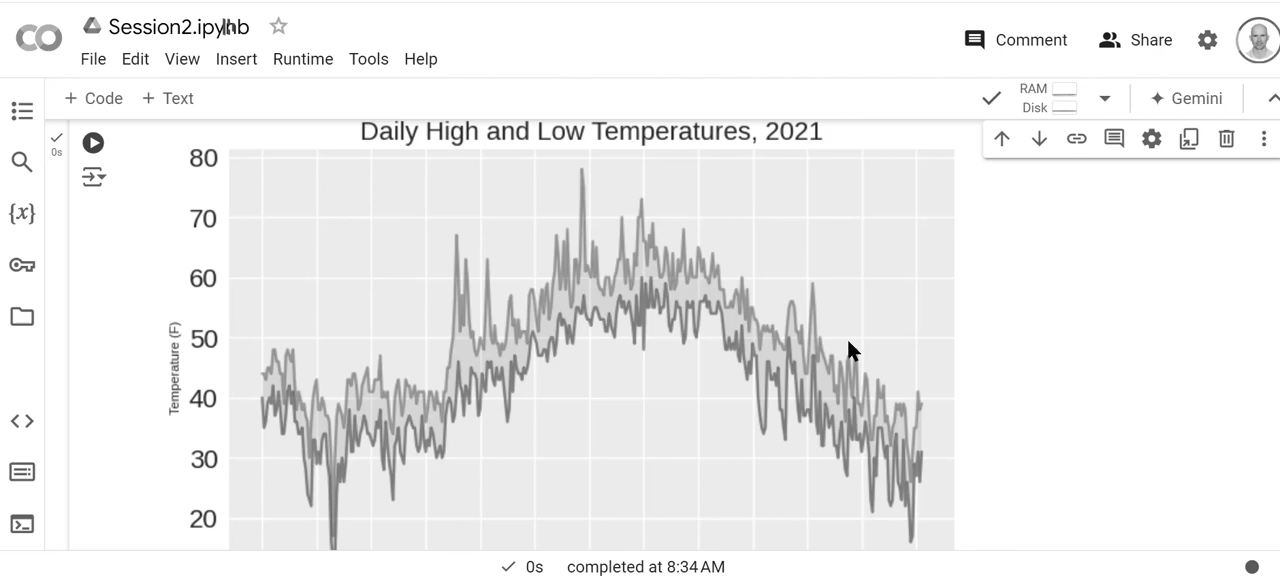 Session2.ipynb
File Edit View Insert Runtime Tools Help
Comment Share
+ Code + Text
RAM
Disk
Gemini
0s
Daily High and Low Temperatures, 2021
80
70
60
50
40
30
20
Temperature (F)
{x}
0s completed at 8:34 AM